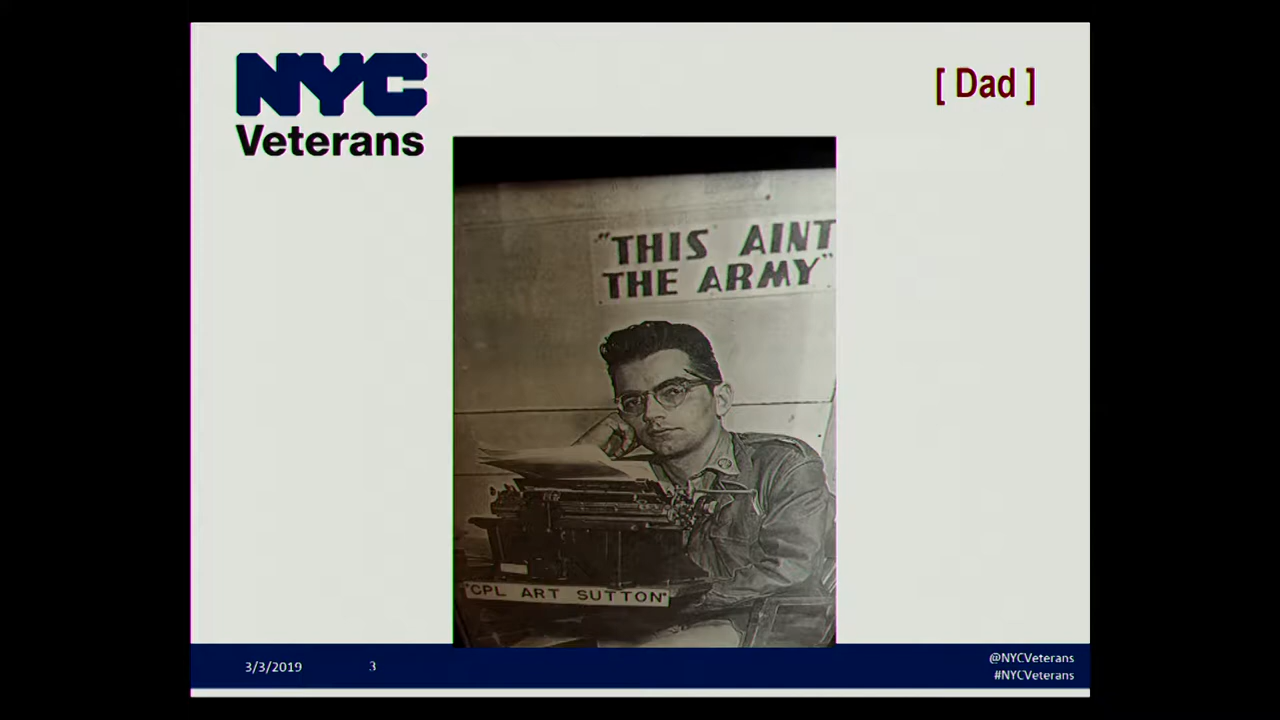 NYC
Veterans
[ Dad ]
"THIS AINT
THE ARMY"
"CPL ART SUTTON"
3/3/2019
3
@NYCVeterans
#NYCVeterans